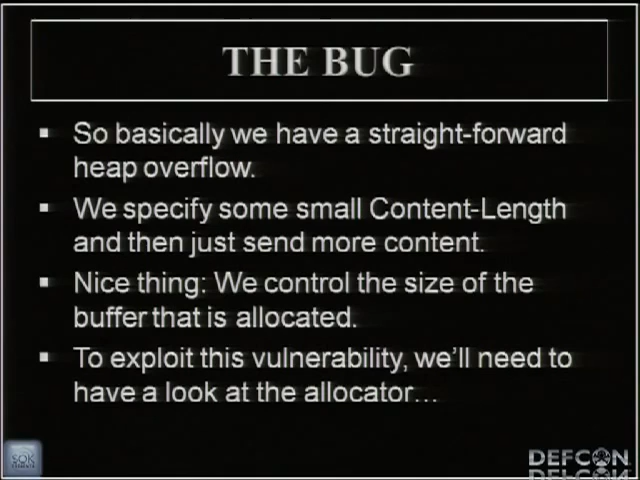 THE BUG
So basically we have a straight-forward
heap overflow.
We specify some small Content-Length
and then just send more content.
Nice thing: We control the size of the
buffer that is allocated.
To exploit this vulnerability, we'll need to
have a look at the allocator...
DEFCON